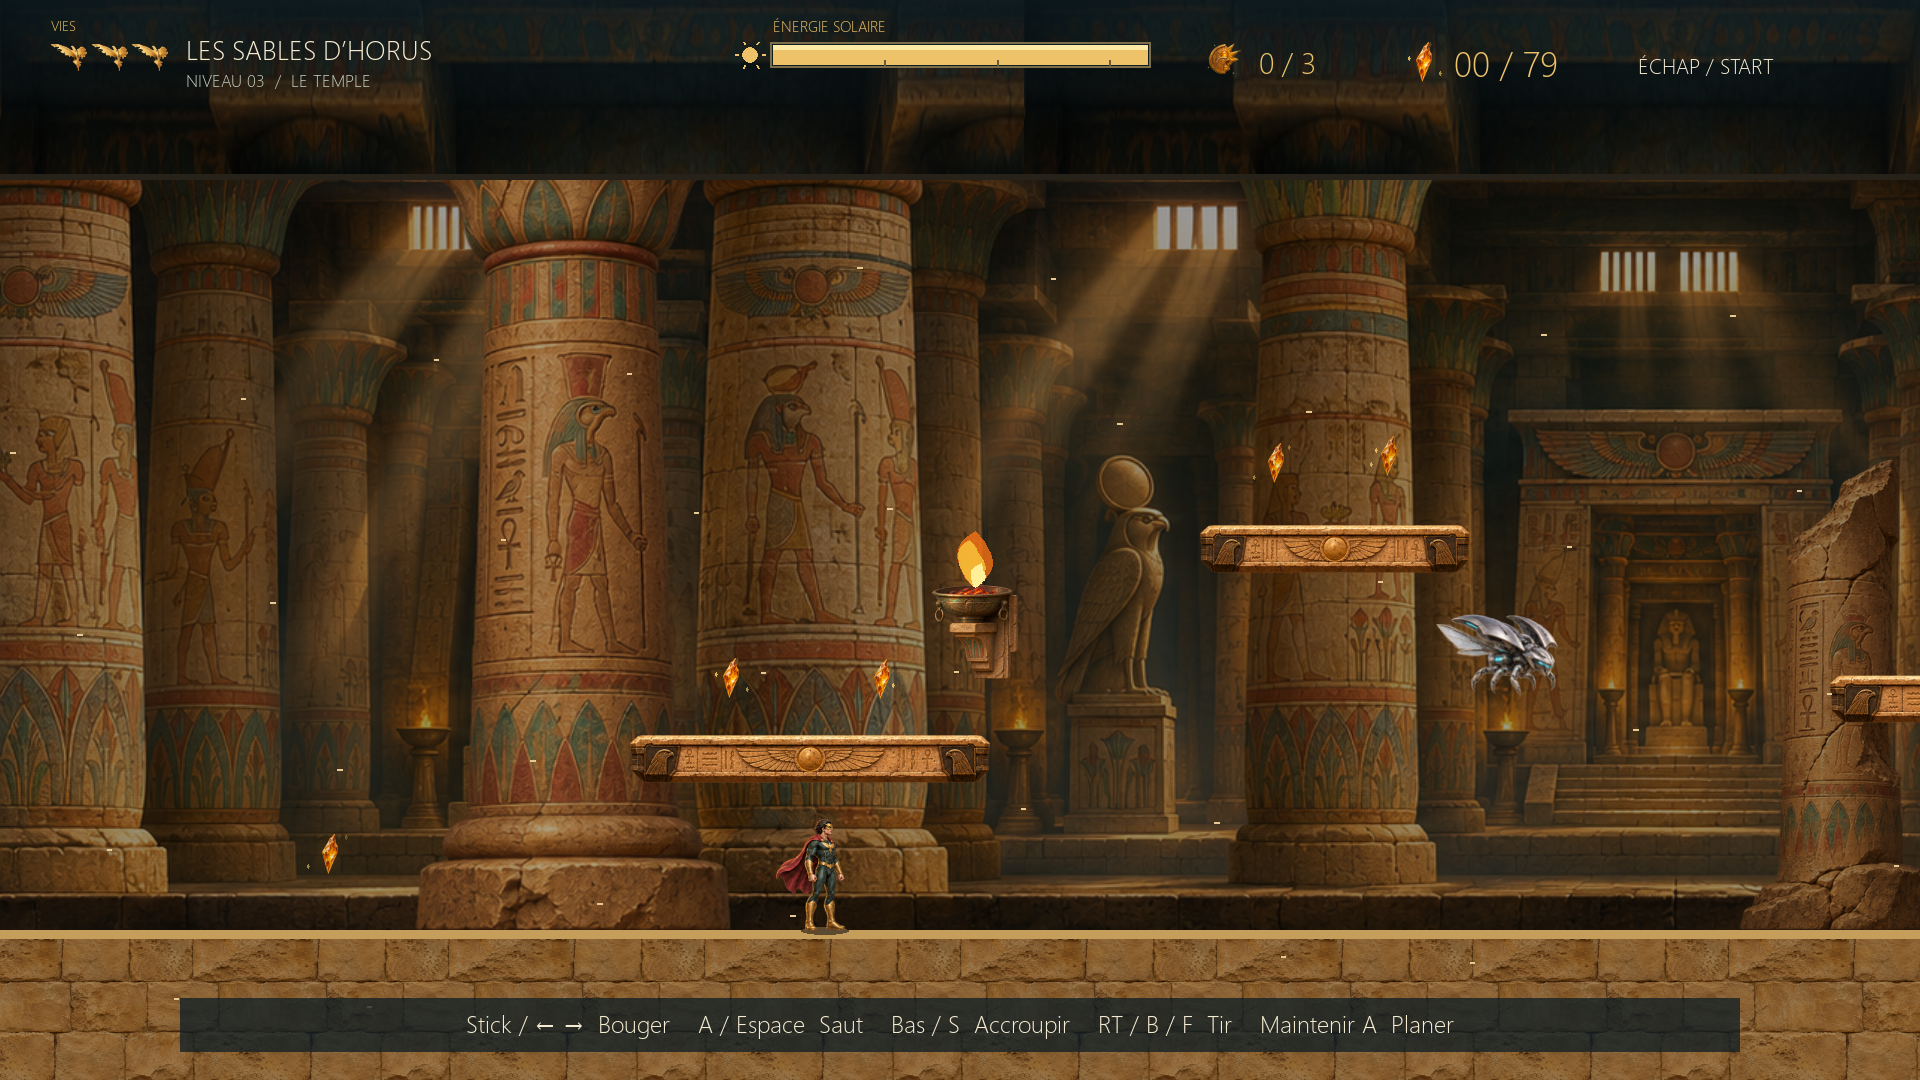 VIES
LES SABLES D’HORUS
NIVEAU 03 / LE TEMPLE
ÉNERGIE SOLAIRE
0 / 3
00 / 79
ÉCHAP / START
Stick / ← → Bouger A / Espace Saut Bas / S Accroupir RT / B / F Tir Maintenir A Planer